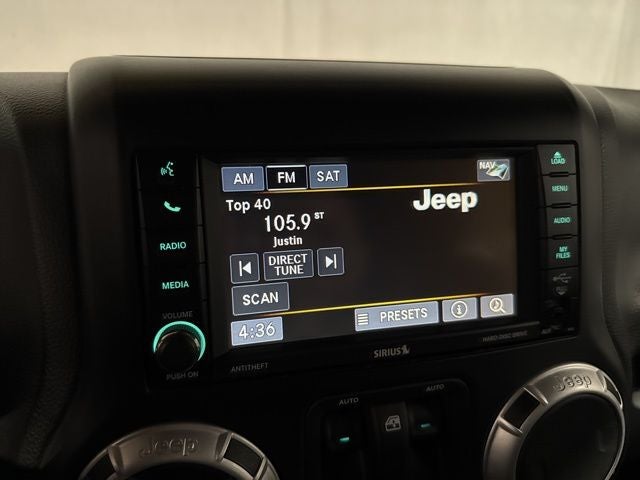 AM FM SAT NAV
Top 40
Jeep
105.9 ST
Justin
DIRECT
TUNE
SCAN
4:36
PRESETS
RADIO
MEDIA
VOLUME
PUSH ON
LOAD
MENU
AUDIO
MY
FILES
ANTITHEFT
SIRIUS
HARD DISC DRIVE
AUTO
AUTO
Jeep
Jeep